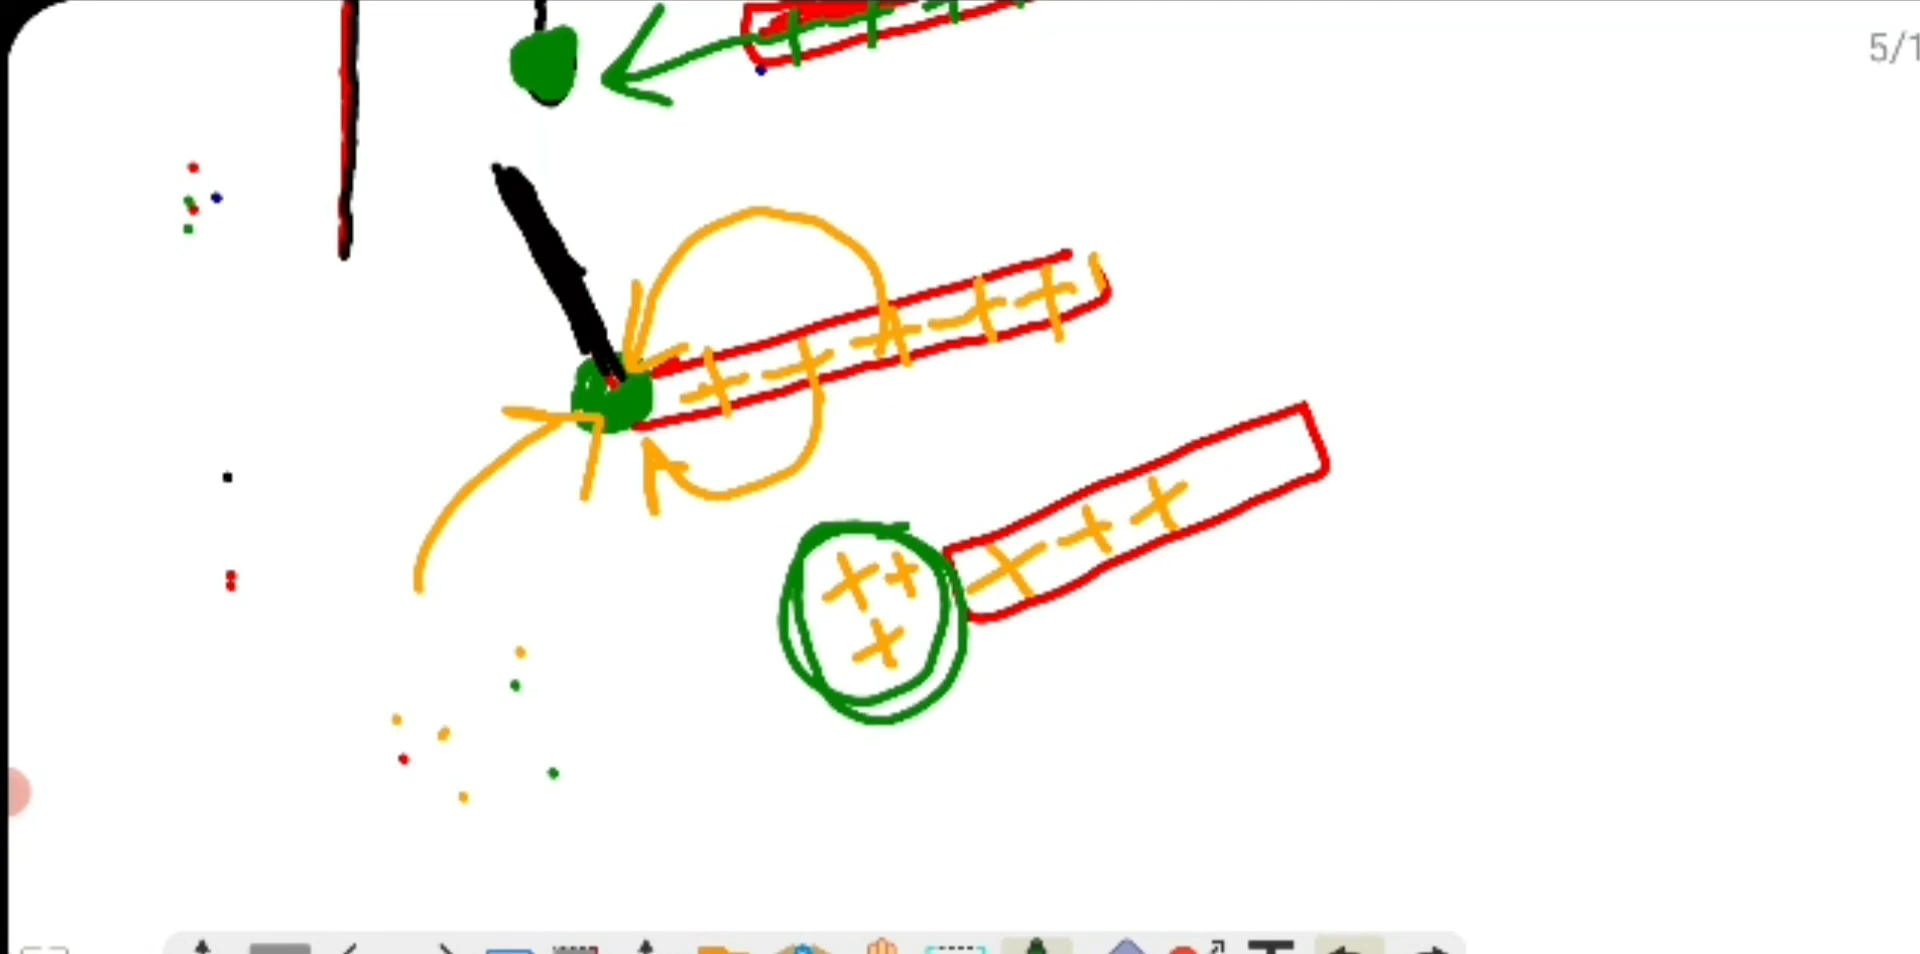 5/1
+ + + + +
+ + +
+ +
+